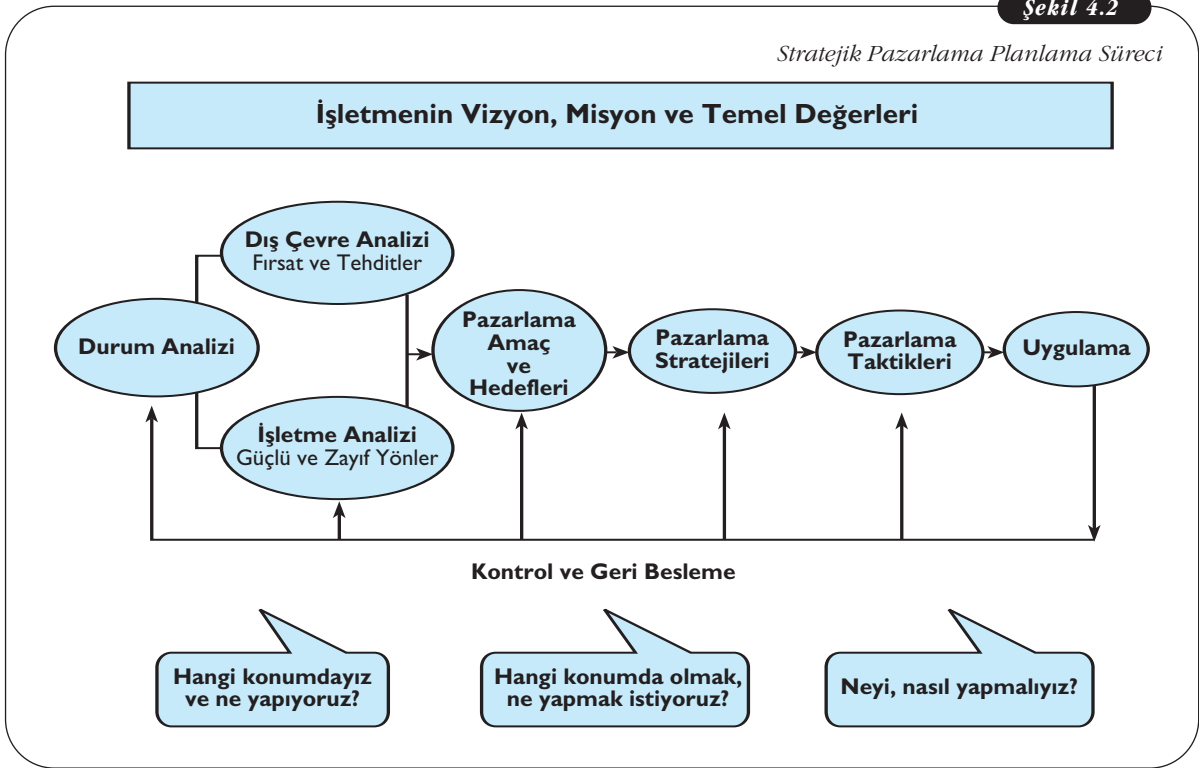 Şekil 4.2
Stratejik Pazarlama Planlama Süreci
İşletmenin Vizyon, Misyon ve Temel Değerleri
Durum Analizi
Dış Çevre Analizi
Fırsat ve Tehditler
İşletme Analizi
Güçlü ve Zayıf Yönler
Pazarlama
Amaç
ve
Hedefleri
Pazarlama
Stratejileri
Pazarlama
Taktikleri
Uygulama
Kontrol ve Geri Besleme
Hangi konumdayız
ve ne yapıyoruz?
Hangi konumda olmak,
ne yapmak istiyoruz?
Neyi, nasıl yapmalıyız?